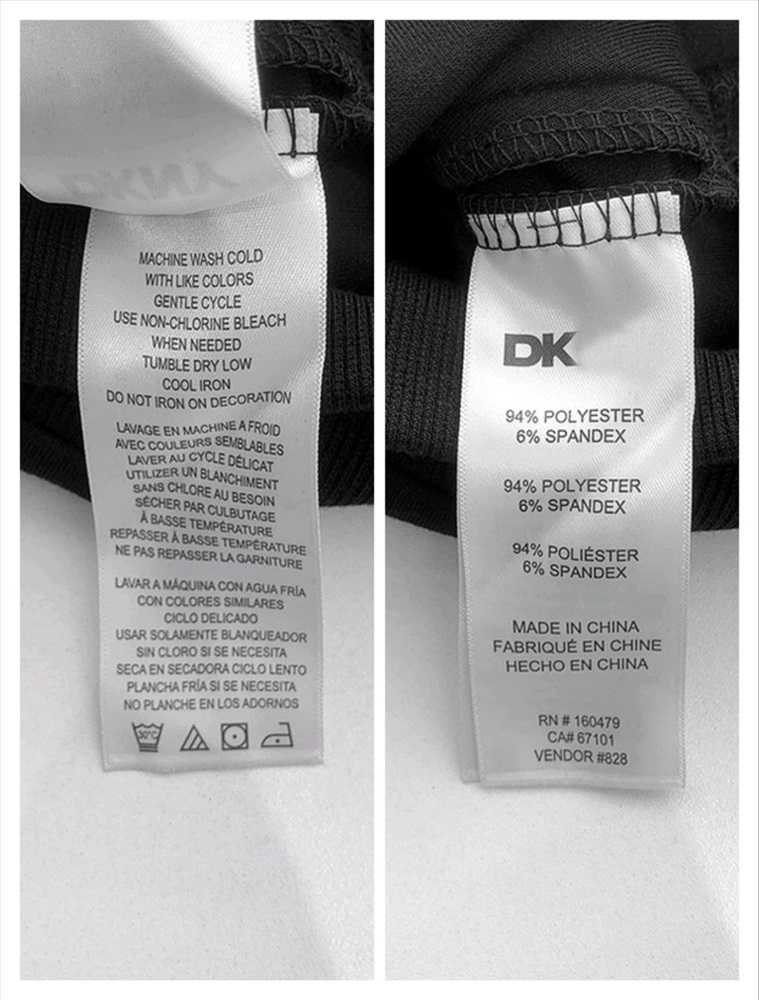 DKNY
MACHINE WASH COLD
WITH LIKE COLORS
GENTLE CYCLE
USE NON-CHLORINE BLEACH
WHEN NEEDED
TUMBLE DRY LOW
COOL IRON
DO NOT IRON ON DECORATION
LAVAGE EN MACHINE A FROID
AVEC COULEURS SEMBLABLES
LAVER AU CYCLE DÉLICAT
UTILIZER UN BLANCHIMENT
SANS CHLORE AU BESOIN
SÉCHER PAR CULBUTAGE
À BASSE TEMPÉRATURE
REPASSER À BASSE TEMPÉRATURE
NE PAS REPASSER LA GARNITURE
LAVAR A MÁQUINA CON AGUA FRÍA
CON COLORES SIMILARES
CICLO DELICADO
USAR SOLAMENTE BLANQUEADOR
SIN CLORO SI SE NECESITA
SECA EN SECADORA CICLO LENTO
PLANCHA FRÍA SI SE NECESITA
NO PLANCHE EN LOS ADORNOS
30°C
DK
94% POLYESTER
6% SPANDEX
94% POLYESTER
6% SPANDEX
94% POLIÉSTER
6% SPANDEX
MADE IN CHINA
FABRIQUÉ EN CHINE
HECHO EN CHINA
RN # 160479
CA# 67101
VENDOR #828